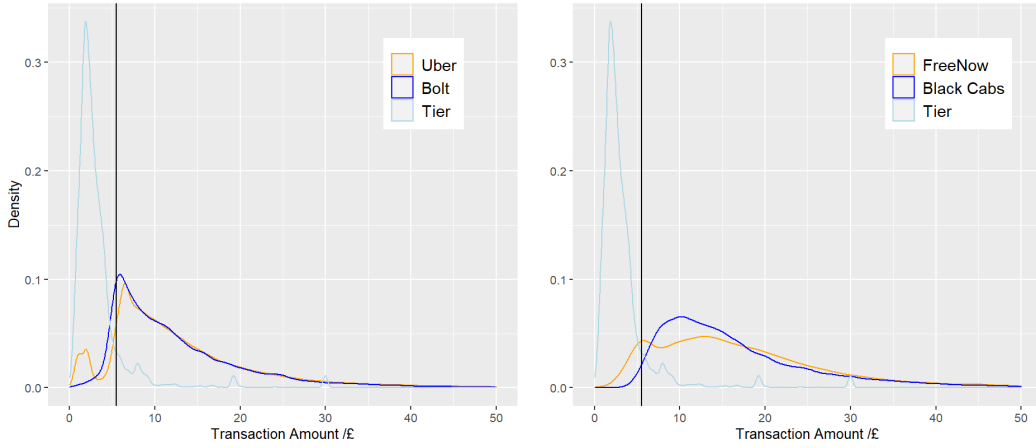 Density
0.3
0.2
0.1
0.0
0 10 20 30 40 50
Transaction Amount /£
Uber
Bolt
Tier
0.3
0.2
0.1
0.0
0 10 20 30 40 50
Transaction Amount /£
FreeNow
Black Cabs
Tier